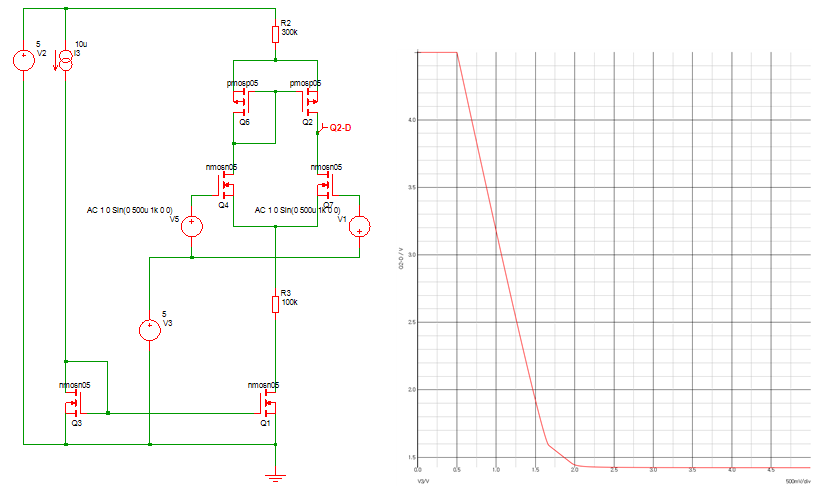 5
V2
10u
I3
R2
300k
pmosp05
Q6
pmosp05
Q2
Q2-D
nmosn05
Q4
nmosn05
Q7
AC 1 0 Sin(0 500u 1k 0 0)
V5
AC 1 0 Sin(0 500u 1k 0 0)
V1
R3
100k
5
V3
nmosn05
Q3
nmosn05
Q1
Q2-D / V
4.0
3.5
3.0
2.5
2.0
1.5
0.0
0.5
1.0
1.5
2.0
2.5
3.0
3.5
4.0
4.5
V3/V
500mV/div